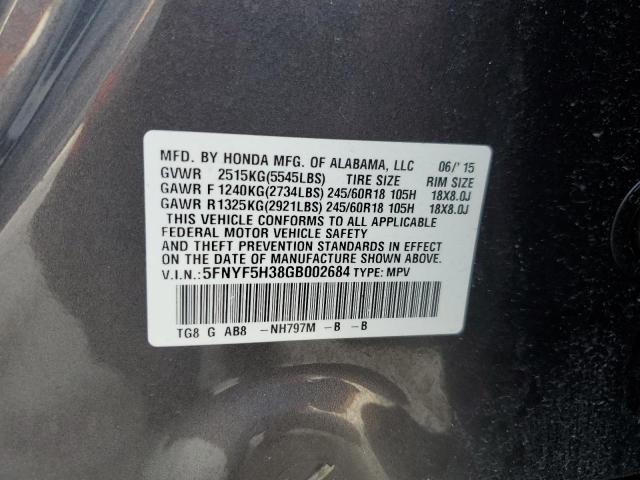 MFD. BY HONDA MFG. OF ALABAMA, LLC 06/'15
GVWR 2515KG(5545LBS) TIRE SIZE RIM SIZE
GAWR F 1240KG(2734LBS) 245/60R18 105H 18X8.0J
GAWR R 1325KG(2921LBS) 245/60R18 105H 18X8.0J
THIS VEHICLE CONFORMS TO ALL APPLICABLE
FEDERAL MOTOR VEHICLE SAFETY
AND THEFT PREVENTION STANDARDS IN EFFECT
ON THE DATE OF MANUFACTURE SHOWN ABOVE.
V.I.N.:5FNYF5H38GB002684 TYPE: MPV
TG8 G AB8 -NH797M -B -B